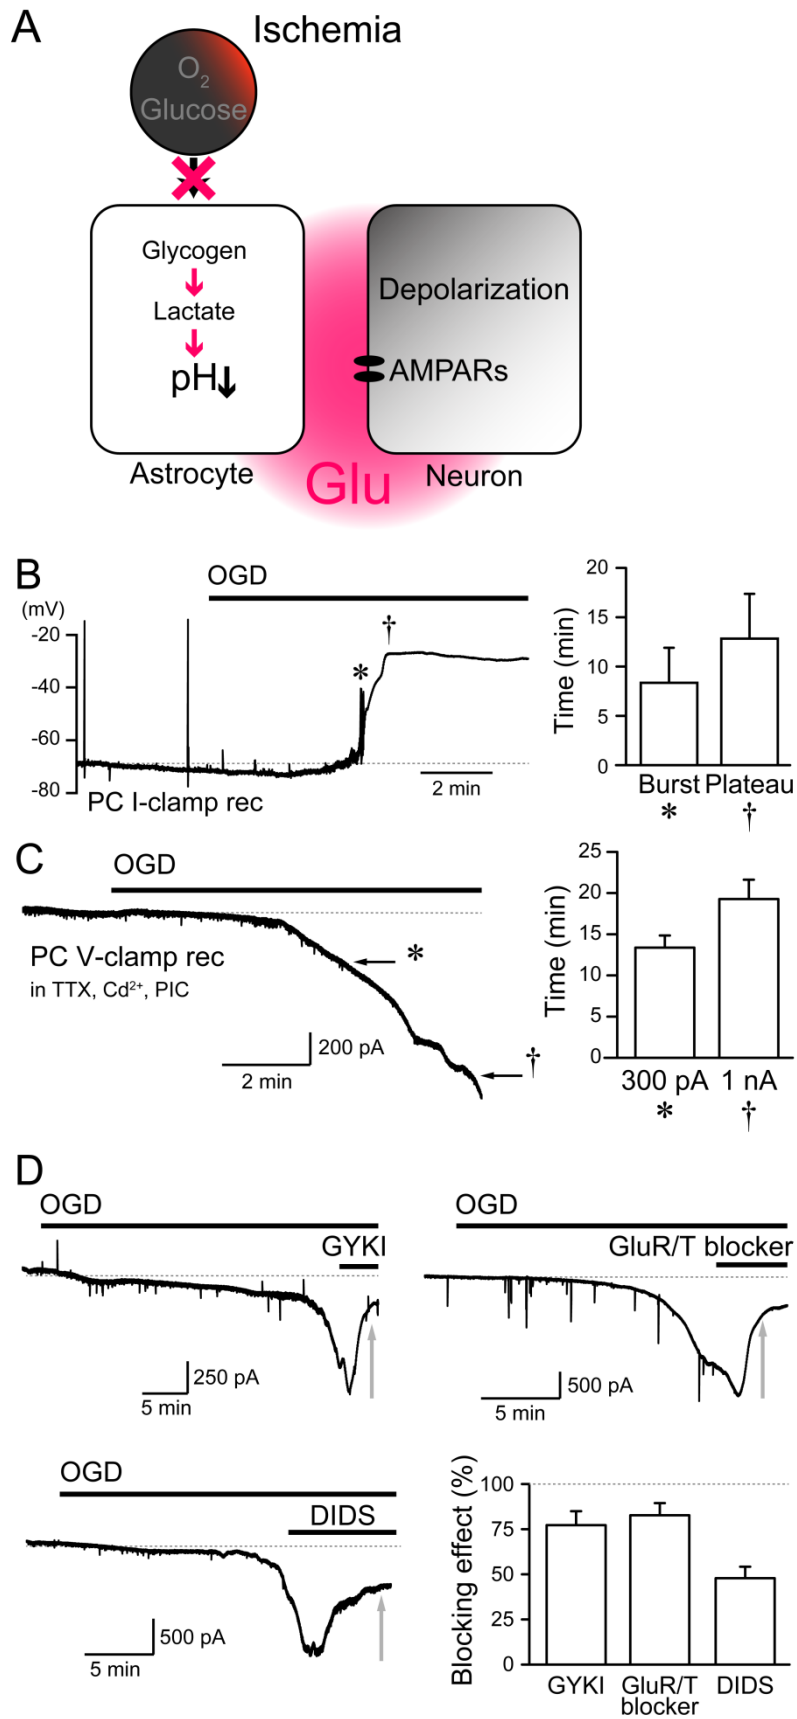 A
Ischemia
O2
Glucose
Glycogen
Lactate
pH↓
Depolarization
AMPARs
Astrocyte
Glu
Neuron
B
OGD
(mV)
-20
-40
-60
-80
*
†
2 min
PC I-clamp rec
Time (min)
20
15
10
5
0
Burst Plateau
* †
C
OGD
PC V-clamp rec
in TTX, Cd²⁺, PIC
*
†
200 pA
2 min
Time (min)
25
20
15
10
5
0
300 pA 1 nA
* †
D
OGD
GYKI
250 pA
5 min
OGD
GluR/T blocker
500 pA
5 min
OGD
DIDS
500 pA
5 min
Blocking effect (%)
100
75
50
25
0
GYKI GluR/T DIDS
blocker